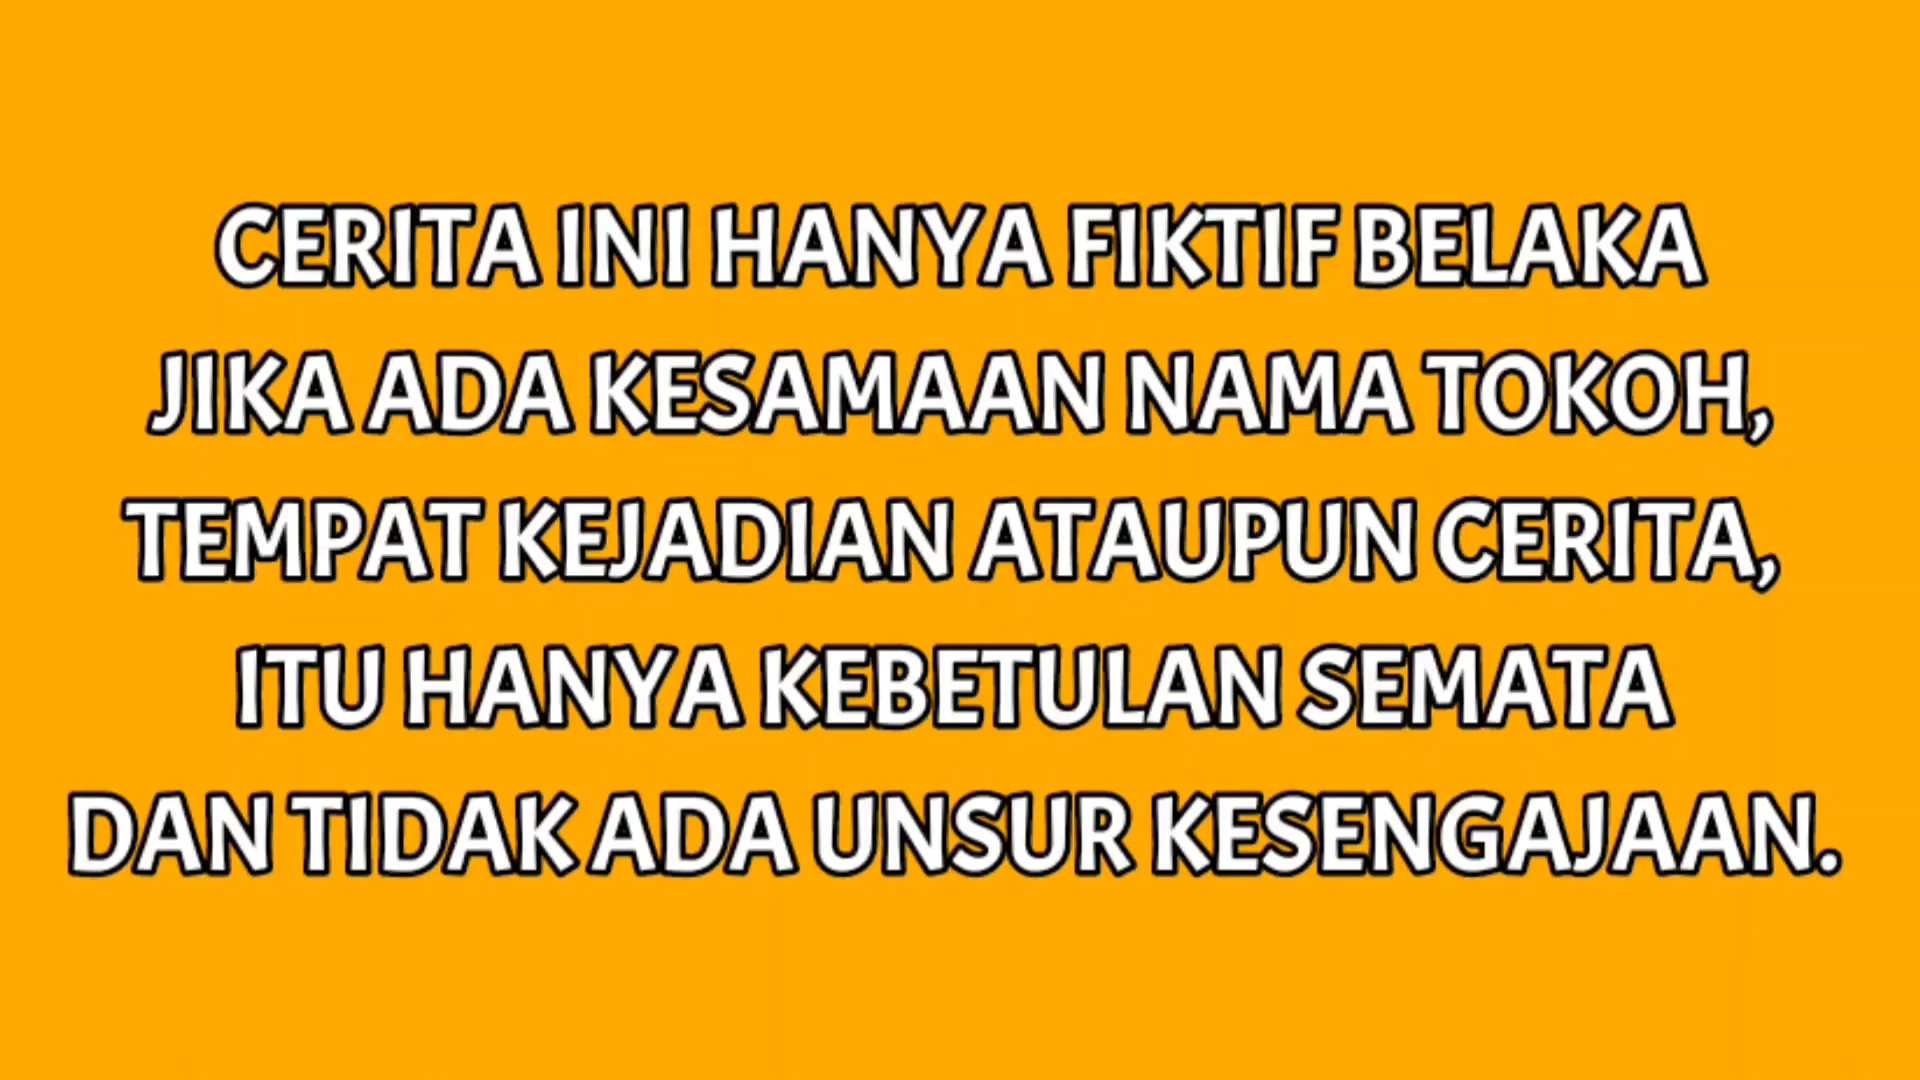 CERITA INI HANYA FIKTIF BELAKA
JIKA ADA KESAMAAN NAMA TOKOH,
TEMPAT KEJADIAN ATAUPUN CERITA,
ITU HANYA KEBETULAN SEMATA
DAN TIDAK ADA UNSUR KESENGAJAAN.